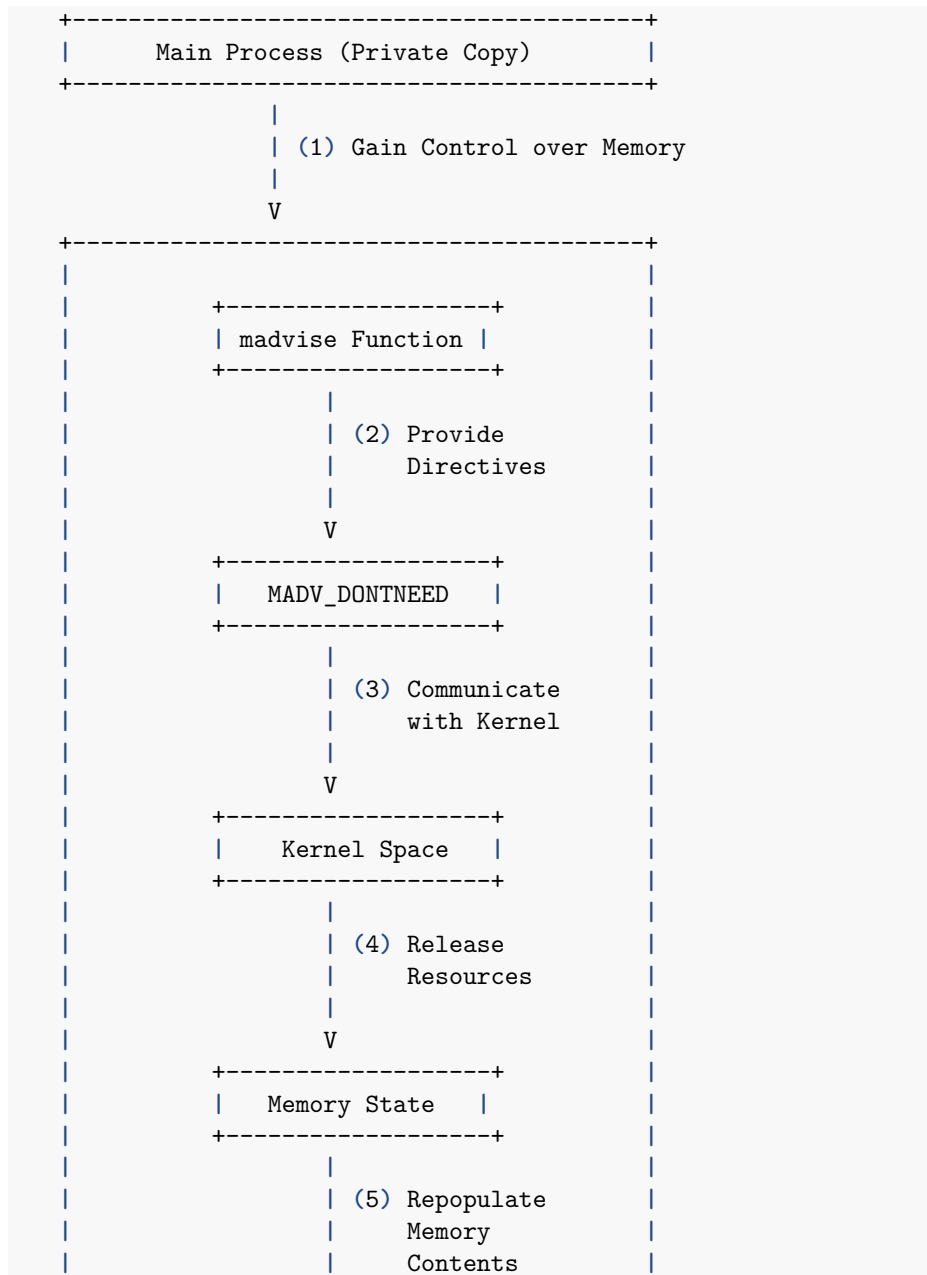 +-----------------------------------------+
|      Main Process (Private Copy)        |
+-----------------------------------------+
               |
               | (1) Gain Control over Memory
               |
               V
+-----------------------------------------+
|                                         |
|          +-------------------+          |
|          | madvise Function |           |
|          +-------------------+          |
|                  |                      |
|                  | (2) Provide          |
|                  |     Directives       |
|                  |                      |
|                  V                      |
|          +-------------------+          |
|          |   MADV_DONTNEED   |          |
|          +-------------------+          |
|                  |                      |
|                  | (3) Communicate      |
|                  |     with Kernel      |
|                  |                      |
|                  V                      |
|          +-------------------+          |
|          |    Kernel Space   |          |
|          +-------------------+          |
|                  |                      |
|                  | (4) Release          |
|                  |     Resources        |
|                  |                      |
|                  V                      |
|          +-------------------+          |
|          |   Memory State   |           |
|          +-------------------+          |
|                  |                      |
|                  | (5) Repopulate       |
|                  |     Memory           |
|                  |     Contents         |